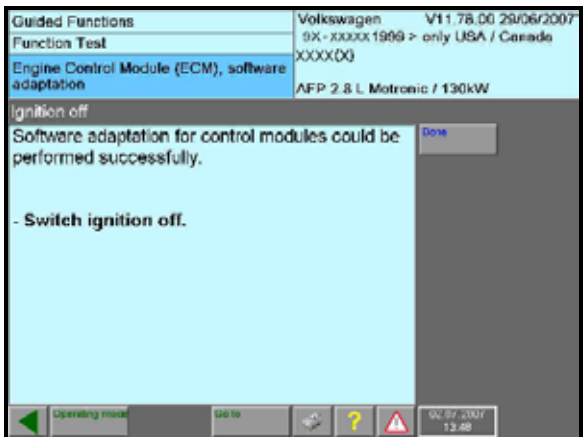 Guided Functions
Function Test
Engine Control Module (ECM), software
adaptation
Volkswagen V11.78.00 29/06/2007
9X-XXXXX 1999 > only USA / Canada
XXXX(X)
AFP 2.8 L Motronic / 130kW
Ignition off
Software adaptation for control modules could be
performed successfully.
- Switch ignition off.
Done
Operating mode
Go to
?
02.07.2007
13:48